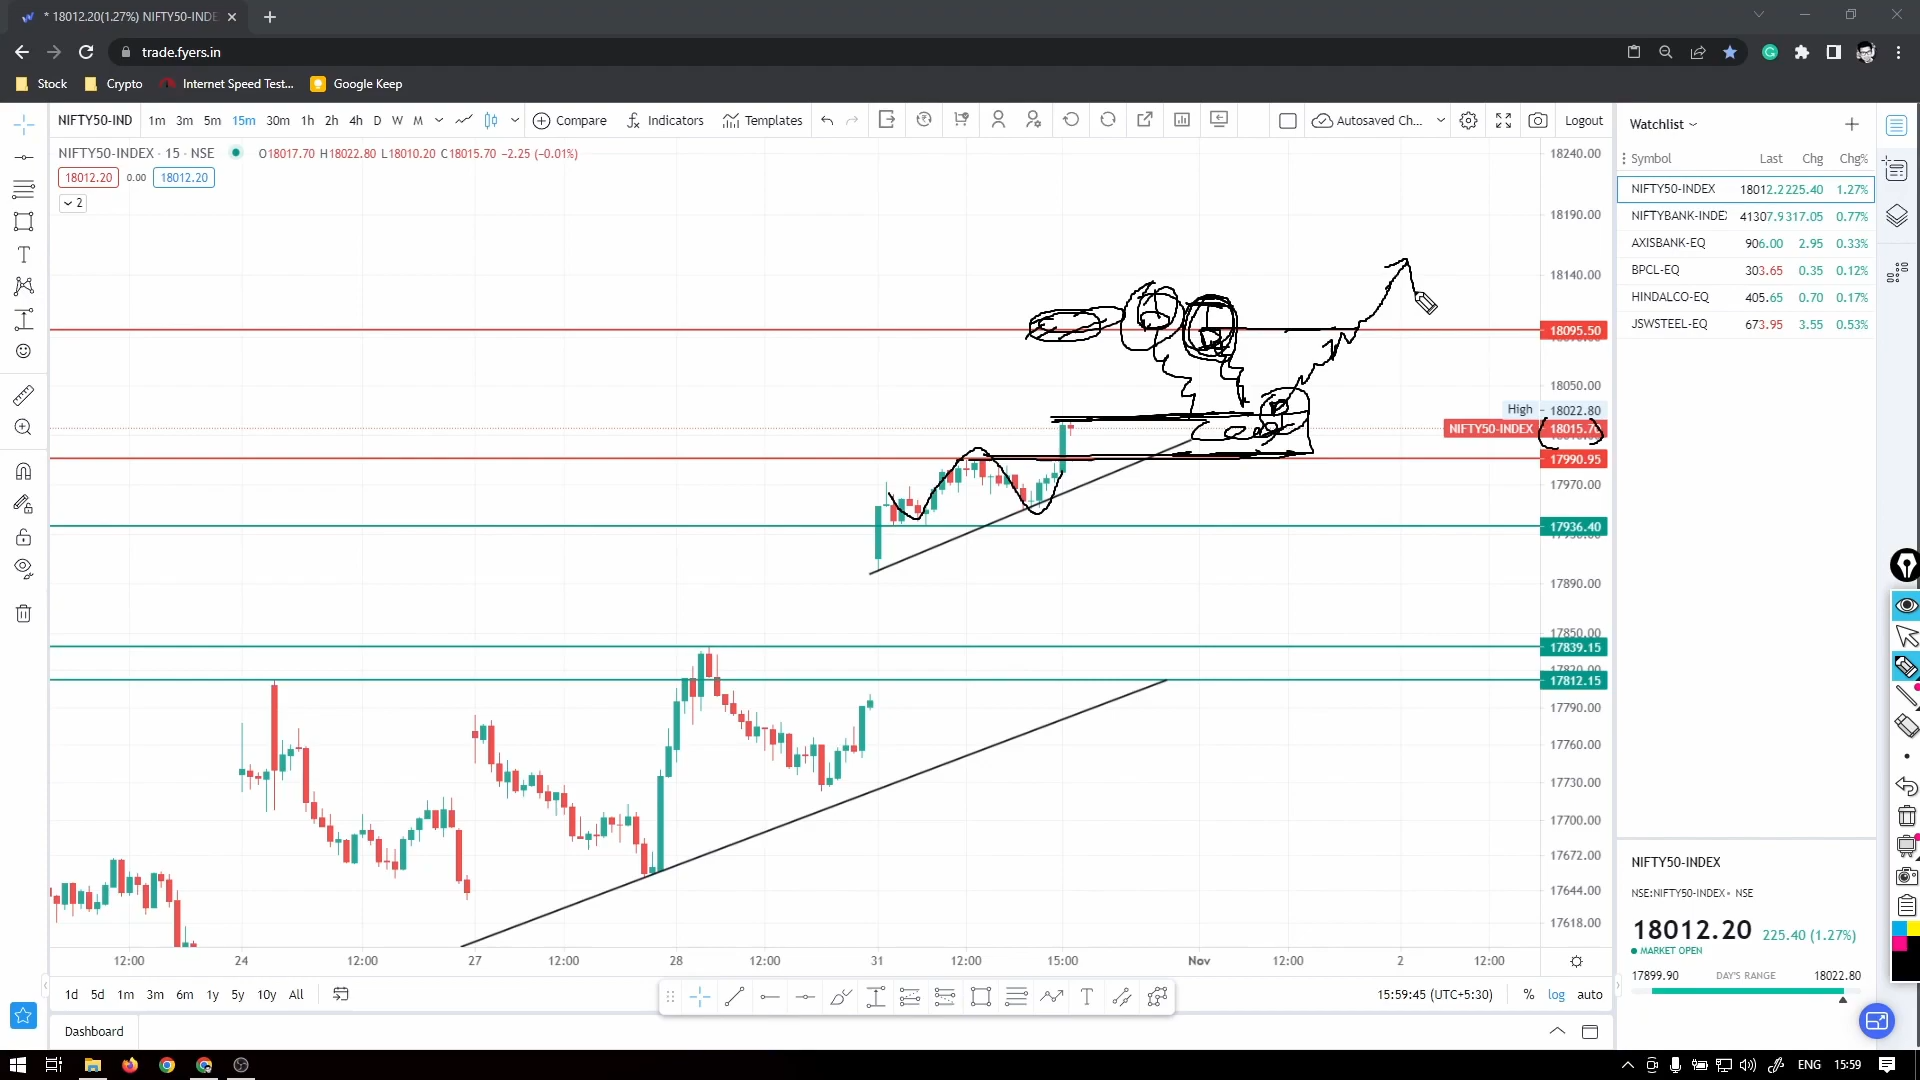 * 18012.20(1.27%) NIFTY50-INDE
trade.fyers.in
Stock Crypto Internet Speed Test... Google Keep
NIFTY50-IND 1m 3m 5m 15m 30m 1h 2h 4h D W M Compare Indicators Templates Autosaved Ch... Logout
NIFTY50-INDEX · 15 · NSE O18017.70 H18022.80 L18010.20 C18015.70 −2.25 (−0.01%)
18012.20 0.00 18012.20
2
18240.00
18190.00
18140.00
18095.50
18050.00
High 18022.80
NIFTY50-INDEX
17990.95
17970.00
17936.40
17890.00
17850.00
17839.15
17820.00
17812.15
17790.00
17760.00
17730.00
17700.00
17672.00
17644.00
17618.00
12:00 24 12:00 27 12:00 28 12:00 31 12:00 15:00 Nov 12:00 2 12:00
1d 5d 1m 3m 6m 1y 5y 10y All
15:59:45 (UTC+5:30) % log auto
Dashboard
Watchlist
Symbol Last Chg Chg%
NIFTY50-INDEX 18012.2 225.40 1.27%
NIFTYBANK-INDEX 41307.9 317.05 0.77%
AXISBANK-EQ 906.00 2.95 0.33%
BPCL-EQ 303.65 0.35 0.12%
HINDALCO-EQ 405.65 0.70 0.17%
JSWSTEEL-EQ 673.95 3.55 0.53%
NIFTY50-INDEX
NSE:NIFTY50-INDEX • NSE
18012.20 225.40 (1.27%)
MARKET OPEN
17899.90 DAY'S RANGE 18022.80
ENG 15:59